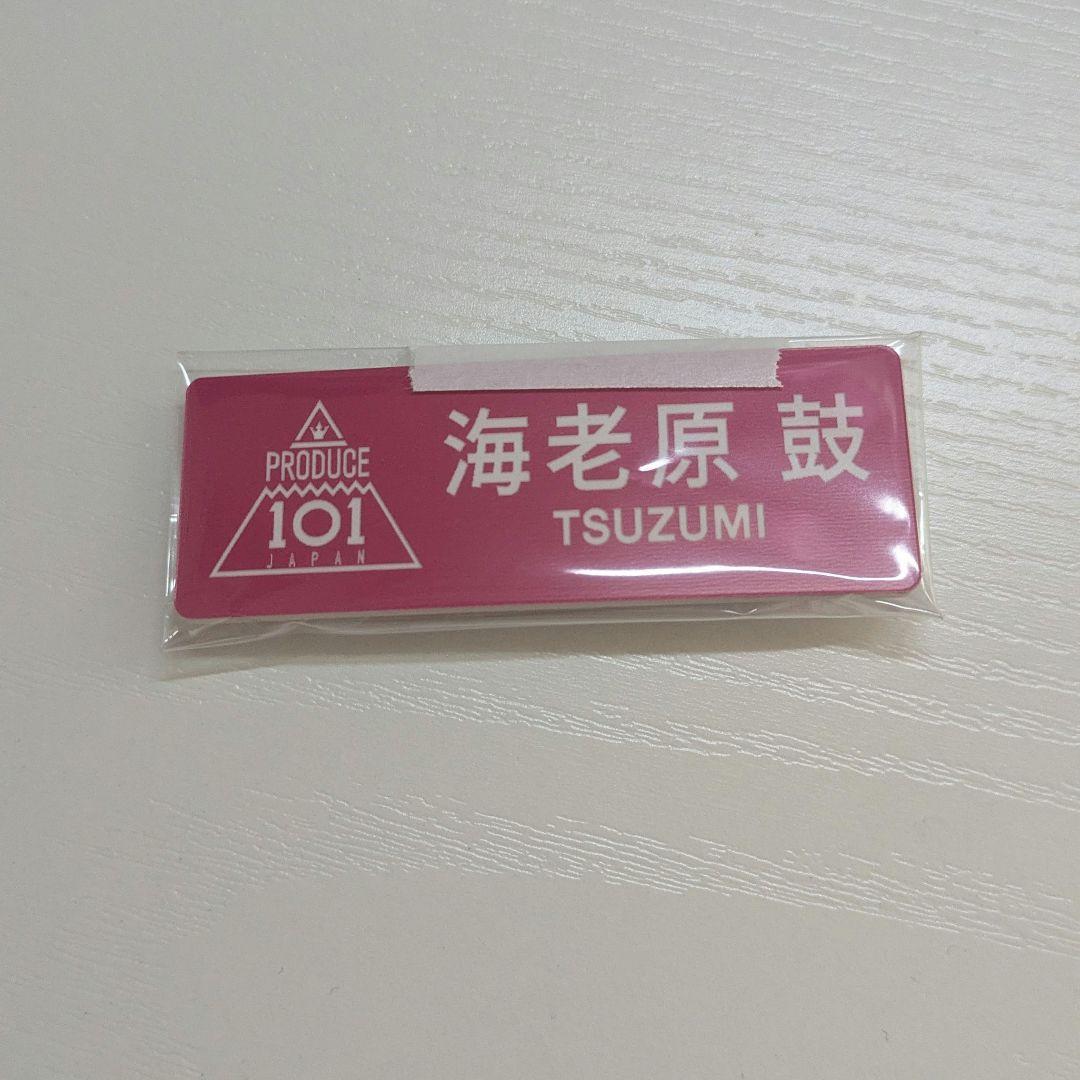 PRODUCE
101
JAPAN
海老原 鼓
TSUZUMI